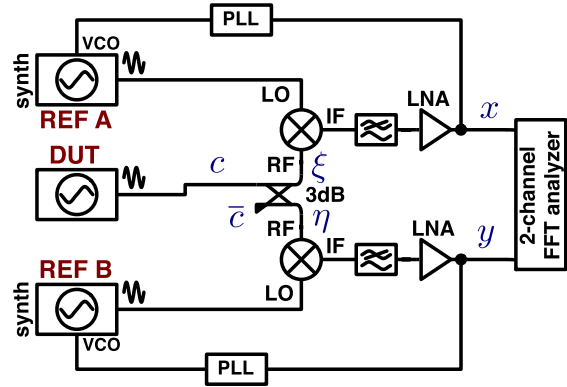 PLL
VCO
synth
REF A
LO
LNA
x
IF
DUT
c
RF
ξ
3dB
c̅
η
RF
IF
LNA
y
2-channel
FFT analyzer
REF B
LO
synth
VCO
PLL